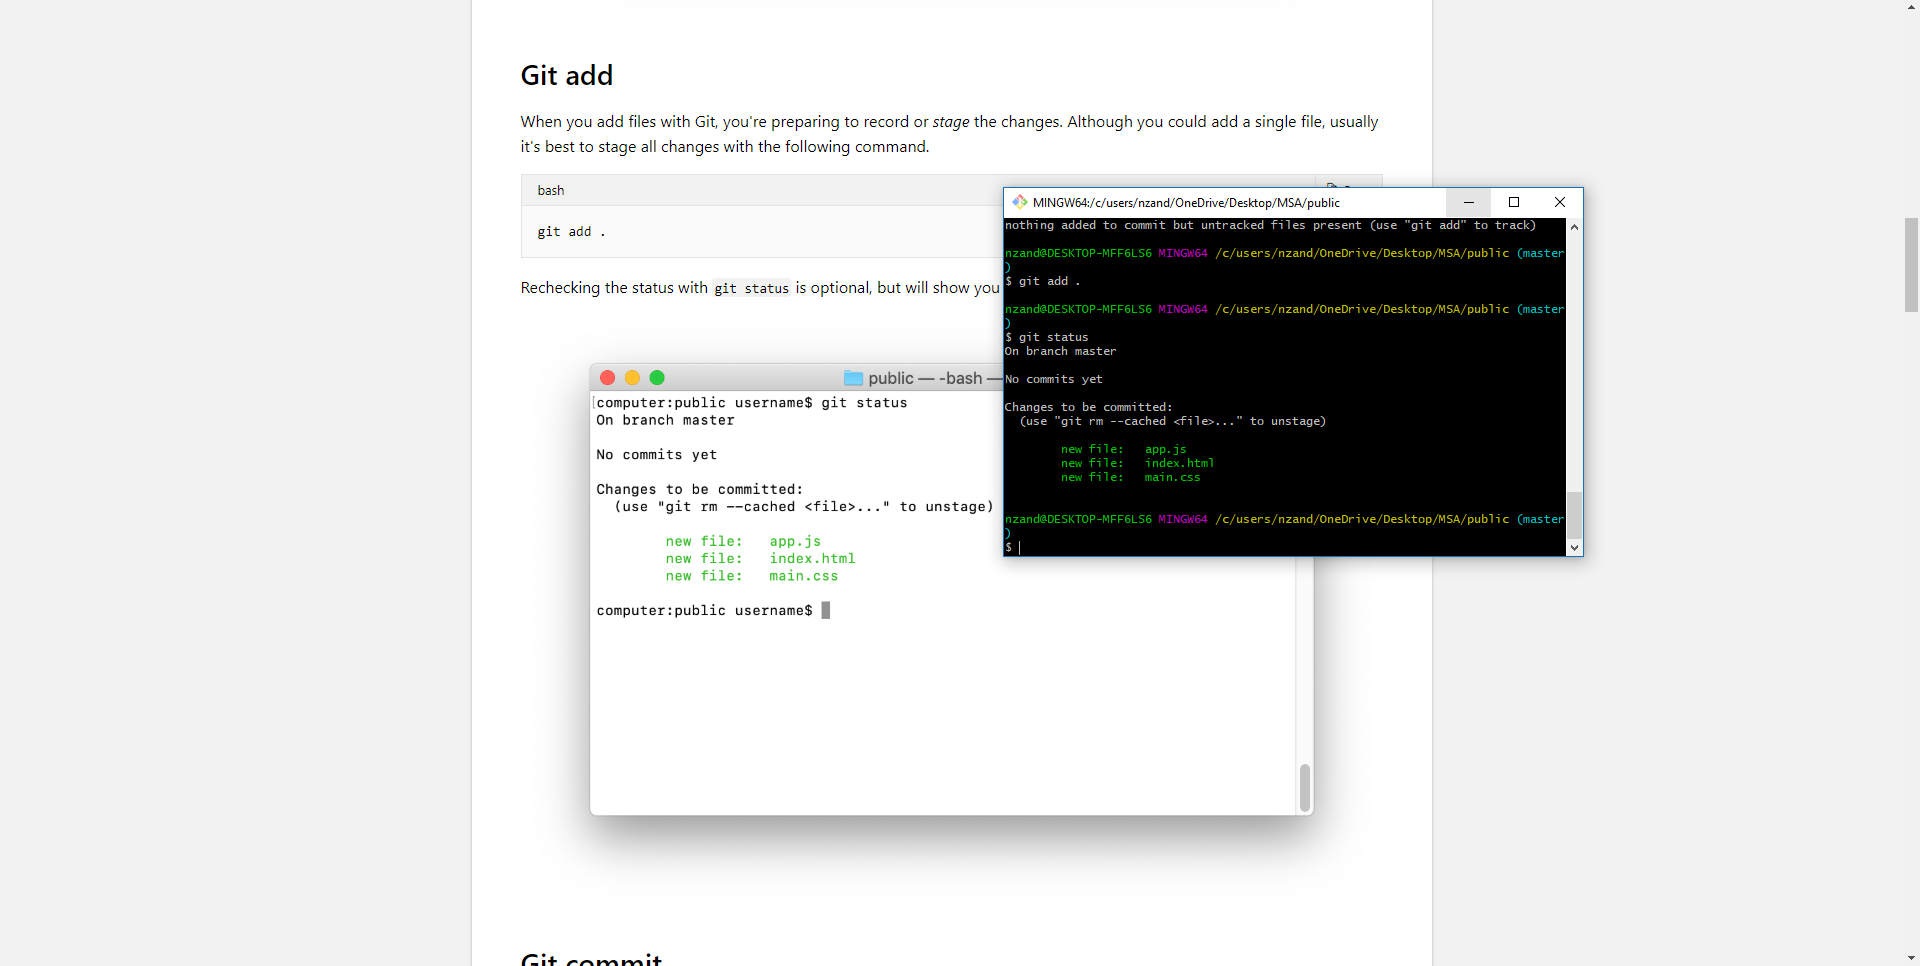 Git add
When you add files with Git, you're preparing to record or stage the changes. Although you could add a single file, usually
it's best to stage all changes with the following command.
bash
git add .
Rechecking the status with git status is optional, but will show you
public — -bash —
computer:public username$ git status
On branch master
No commits yet
Changes to be committed:
(use "git rm --cached <file>..." to unstage)
new file: app.js
new file: index.html
new file: main.css
computer:public username$
MINGW64:/c/users/nzand/OneDrive/Desktop/MSA/public
nothing added to commit but untracked files present (use "git add" to track)
nzand@DESKTOP-MFF6LS6 MINGW64 /c/users/nzand/OneDrive/Desktop/MSA/public (master
)
$ git add .
nzand@DESKTOP-MFF6LS6 MINGW64 /c/users/nzand/OneDrive/Desktop/MSA/public (master
)
$ git status
On branch master
No commits yet
Changes to be committed:
(use "git rm --cached <file>..." to unstage)
new file: app.js
new file: index.html
new file: main.css
nzand@DESKTOP-MFF6LS6 MINGW64 /c/users/nzand/OneDrive/Desktop/MSA/public (master
)
$
Git commit